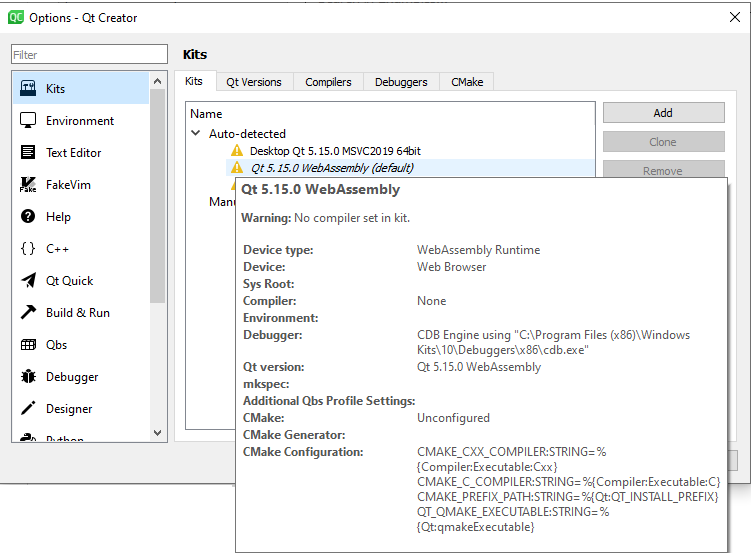 QC Options - Qt Creator
Filter
Kits
Environment
Text Editor
FakeVim
Fake
Help
C++
Qt Quick
Build & Run
Qbs
Debugger
Designer
Python
Kits
Kits Qt Versions Compilers Debuggers CMake
Name
Auto-detected
Desktop Qt 5.15.0 MSVC2019 64bit
Qt 5.15.0 WebAssembly (default)
Manu
Add
Clone
Remove
Qt 5.15.0 WebAssembly
Warning: No compiler set in kit.
Device type: WebAssembly Runtime
Device: Web Browser
Sys Root:
Compiler: None
Environment:
Debugger: CDB Engine using "C:\Program Files (x86)\Windows
Kits\10\Debuggers\x86\cdb.exe"
Qt version: Qt 5.15.0 WebAssembly
mkspec:
Additional Qbs Profile Settings:
CMake: Unconfigured
CMake Generator:
CMake Configuration: CMAKE_CXX_COMPILER:STRING=%
{Compiler:Executable:Cxx}
CMAKE_C_COMPILER:STRING=%{Compiler:Executable:C}
CMAKE_PREFIX_PATH:STRING=%{Qt:QT_INSTALL_PREFIX}
QT_QMAKE_EXECUTABLE:STRING=%
{Qt:qmakeExecutable}